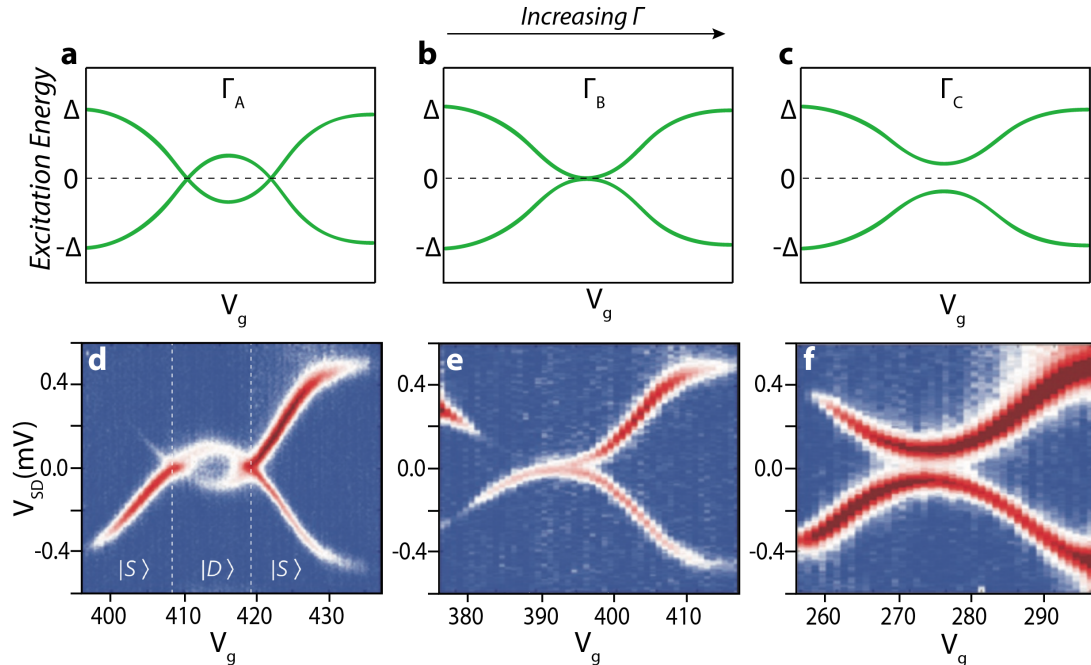 Increasing Γ
a
b
c
Γ_A
Γ_B
Γ_C
Excitation Energy
Δ
0
-Δ
Δ
0
-Δ
Δ
0
-Δ
V_g
V_g
V_g
d
e
f
V_SD (mV)
0.4
0.0
-0.4
0.4
0.0
-0.4
0.4
0.0
-0.4
|S⟩
|D⟩
|S⟩
400
410
420
430
380
390
400
410
260
270
280
290
V_g
V_g
V_g